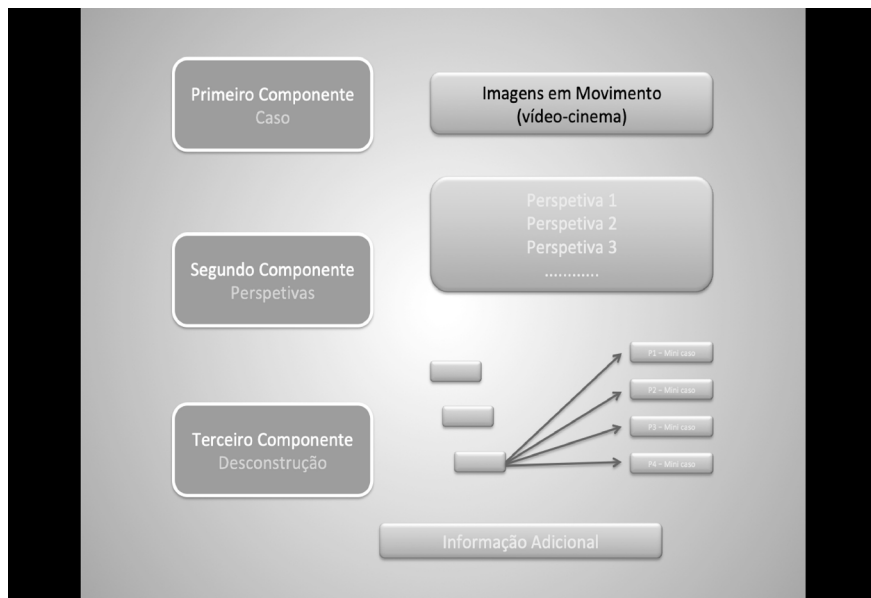 Primeiro Componente
Caso
Imagens em Movimento
(vídeo-cinema)
Perspetiva 1
Perspetiva 2
Perspetiva 3
............
Segundo Componente
Perspetivas
Terceiro Componente
Desconstrução
P1 – Mini caso
P2 – Mini caso
P3 – Mini caso
P4 – Mini caso
Informação Adicional